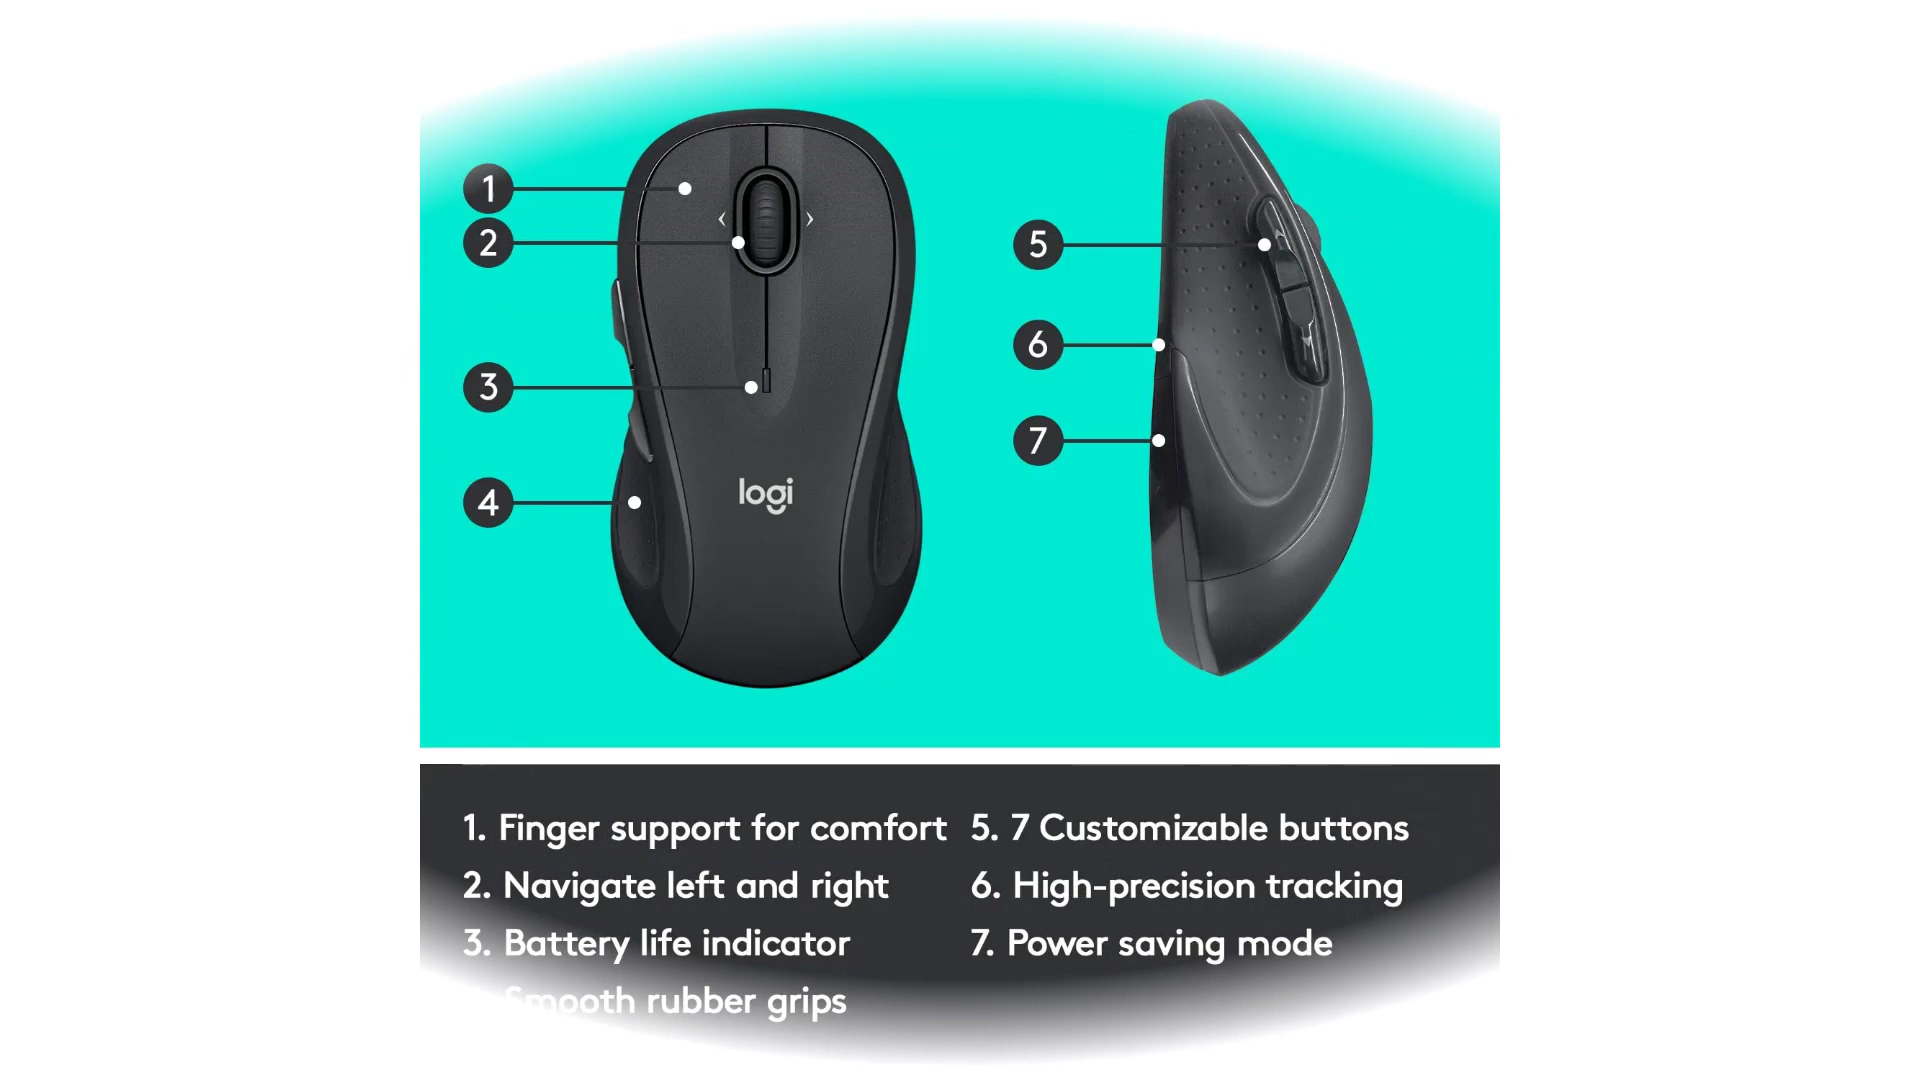 1
2
3
4
logi
5
6
7
1. Finger support for comfort
2. Navigate left and right
3. Battery life indicator
Smooth rubber grips
5. 7 Customizable buttons
6. High-precision tracking
7. Power saving mode